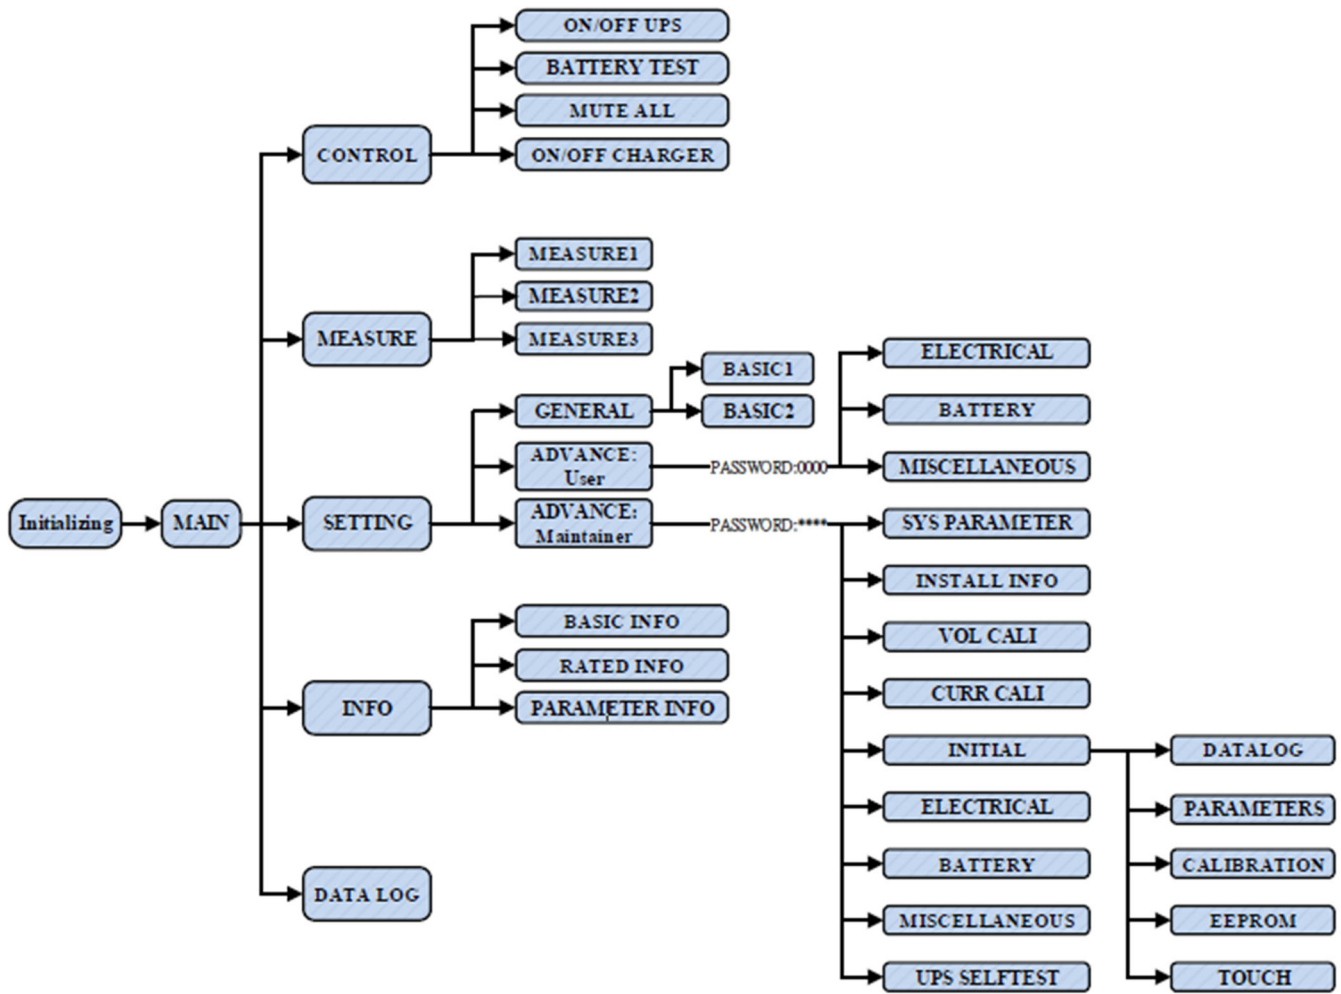 ON/OFF UPS
BATTERY TEST
MUTE ALL
ON/OFF CHARGER
CONTROL
MEASURE1
MEASURE2
MEASURE3
MEASURE
BASIC1
BASIC2
GENERAL
ADVANCE:
User
PASSWORD:0000
ELECTRICAL
BATTERY
MISCELLANEOUS
Initializing
MAIN
SETTING
ADVANCE:
Maintainer
PASSWORD:****
SYS PARAMETER
INSTALL INFO
VOL CALI
CURR CALI
INITIAL
ELECTRICAL
BATTERY
MISCELLANEOUS
UPS SELFTEST
DATALOG
PARAMETERS
CALIBRATION
EEPROM
TOUCH
BASIC INFO
RATED INFO
PARAMETER INFO
INFO
DATA LOG